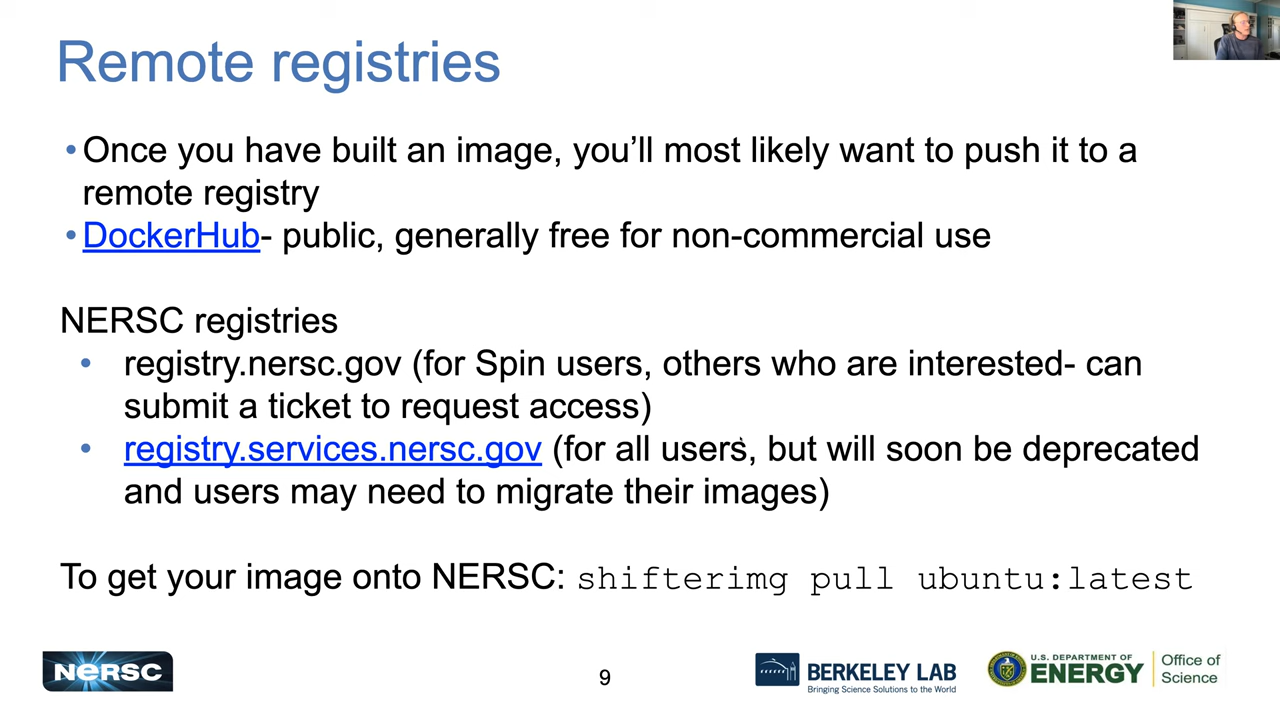 Remote registries
•Once you have built an image, you’ll most likely want to push it to a
remote registry
•DockerHub- public, generally free for non-commercial use
NERSC registries
• registry.nersc.gov (for Spin users, others who are interested- can
submit a ticket to request access)
• registry.services.nersc.gov (for all users, but will soon be deprecated
and users may need to migrate their images)
To get your image onto NERSC: shifterimg pull ubuntu:latest
NERSC
9
BERKELEY LAB
Bringing Science Solutions to the World
U.S. DEPARTMENT OF
ENERGY
Office of
Science